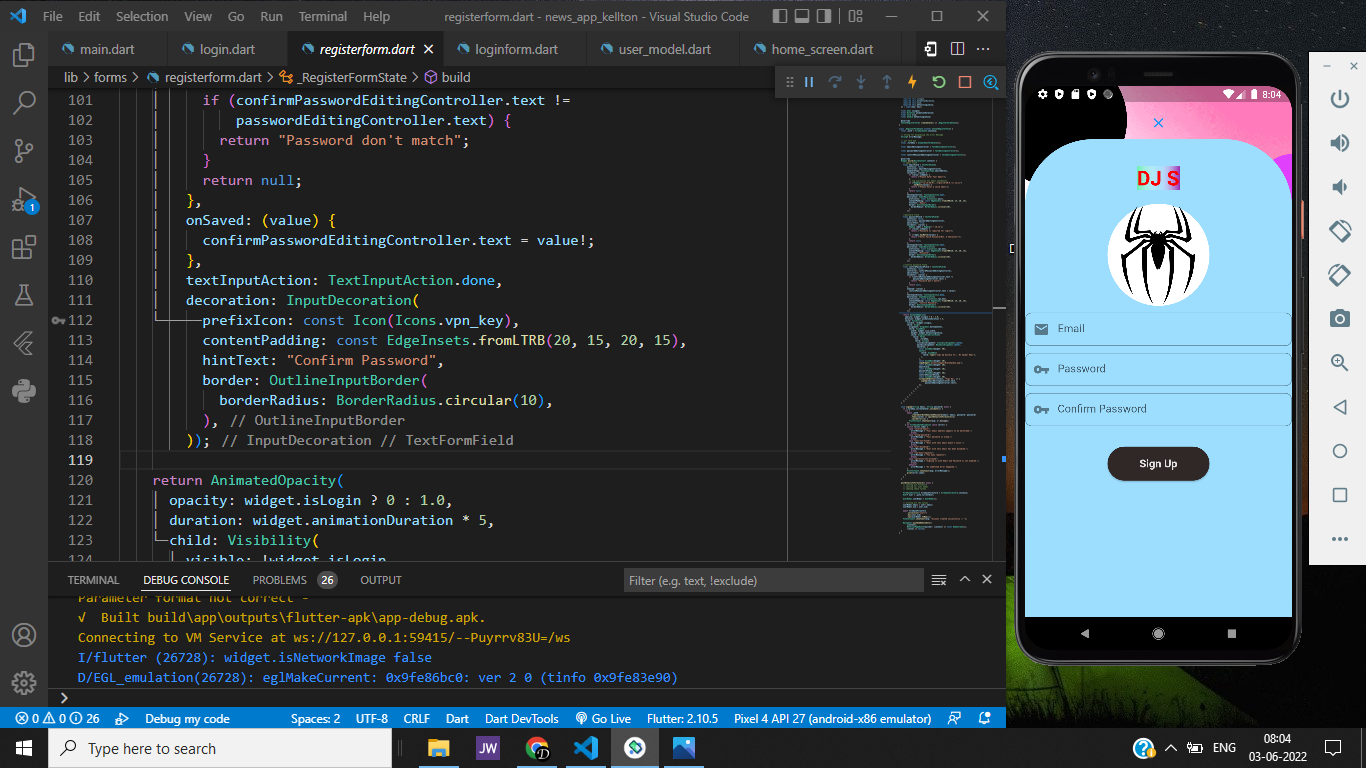 File Edit Selection View Go Run Terminal Help registerform.dart - news_app_kellton - Visual Studio Code
main.dart login.dart registerform.dart loginform.dart user_model.dart home_screen.dart
lib > forms > registerform.dart > _RegisterFormState > build
101 if (confirmPasswordEditingController.text !=
102 passwordEditingController.text) {
103 return "Password don't match";
104 }
105 return null;
106 },
107 onSaved: (value) {
108 confirmPasswordEditingController.text = value!;
109 },
110 textInputAction: TextInputAction.done,
111 decoration: InputDecoration(
112 prefixIcon: const Icon(Icons.vpn_key),
113 contentPadding: const EdgeInsets.fromLTRB(20, 15, 20, 15),
114 hintText: "Confirm Password",
115 border: OutlineInputBorder(
116 borderRadius: BorderRadius.circular(10),
117 ), // OutlineInputBorder
118 )); // InputDecoration // TextFormField
119
120 return AnimatedOpacity(
121 opacity: widget.isLogin ? 0 : 1.0,
122 duration: widget.animationDuration * 5,
123 child: Visibility(
124 visible: !widget.isLogin
1
TERMINAL DEBUG CONSOLE PROBLEMS 26 OUTPUT Filter (e.g. text, !exclude)
Parameter format not correct -
√ Built build\app\outputs\flutter-apk\app-debug.apk.
Connecting to VM Service at ws://127.0.0.1:59415/--Puyrrv83U=/ws
I/flutter (26728): widget.isNetworkImage false
D/EGL_emulation(26728): eglMakeCurrent: 0x9fe86bc0: ver 2 0 (tinfo 0x9fe83e90)
0 0 26 Debug my code Spaces: 2 UTF-8 CRLF Dart Dart DevTools Go Live Flutter: 2.10.5 Pixel 4 API 27 (android-x86 emulator)
8:04
DJ S
Email
Password
Confirm Password
Sign Up
Type here to search
JW
D
ENG
08:04
03-06-2022